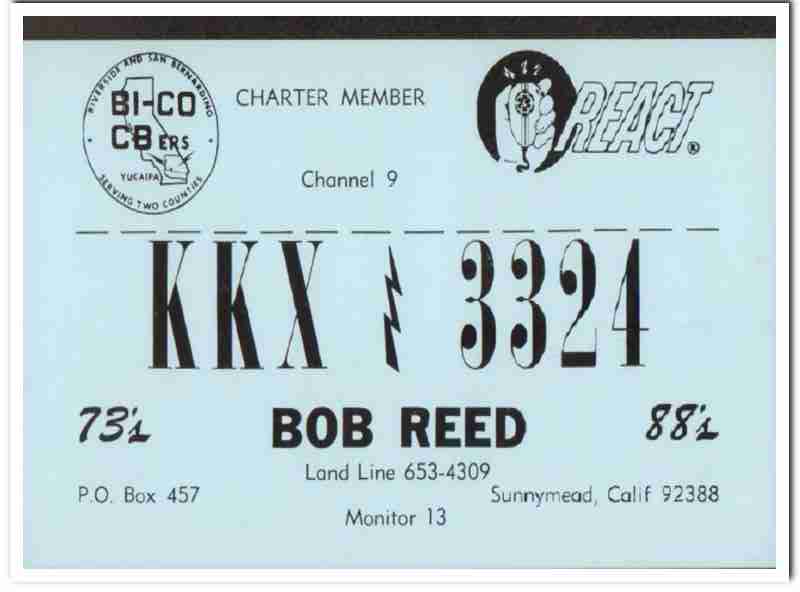 RIVERSIDE AND SAN BERNARDINO
BI-CO
CBERS
YUCAIPA
SERVING TWO COUNTIES
CHARTER MEMBER
REACT®
Channel 9
KKX 3324
73's BOB REED 88's
Land Line 653-4309
P.O. Box 457 Sunnymead, Calif 92388
Monitor 13